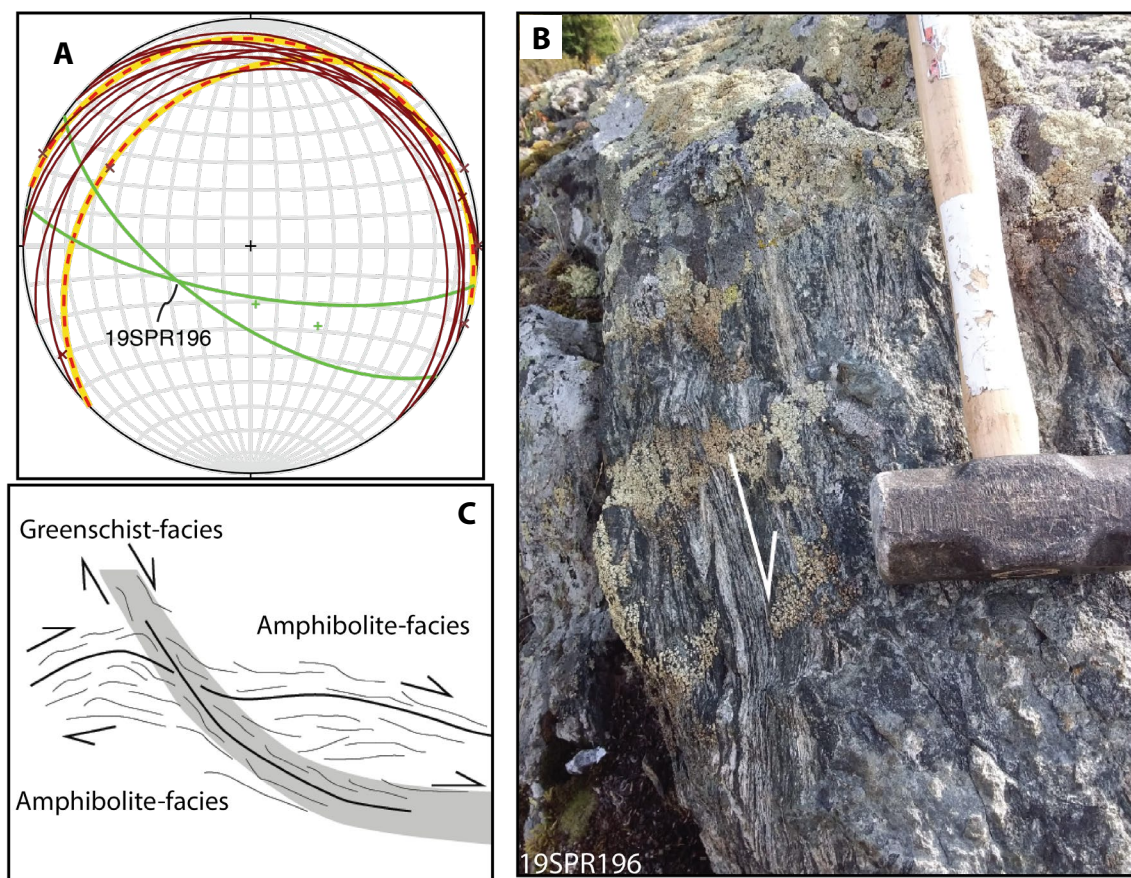 A
19SPR196
B
19SPR196
C
Greenschist-facies
Amphibolite-facies
Amphibolite-facies